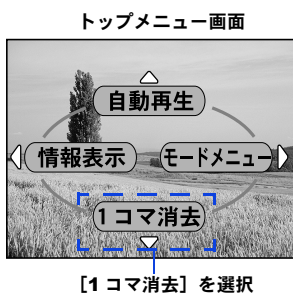 トップメニュー画面
自動再生
情報表示
モードメニュー
1コマ消去
［1コマ消去］を選択